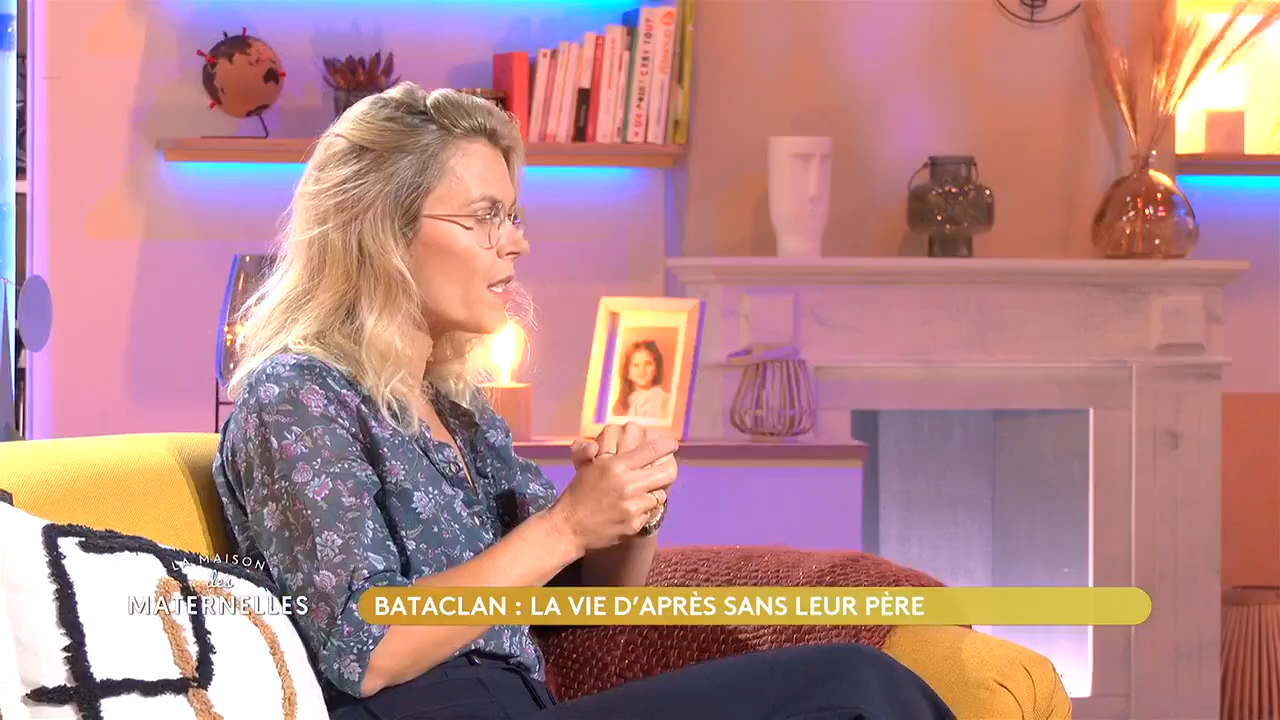 LA MAISON
des
MATERNELLES
BATACLAN : LA VIE D'APRÈS SANS LEUR PÈRE